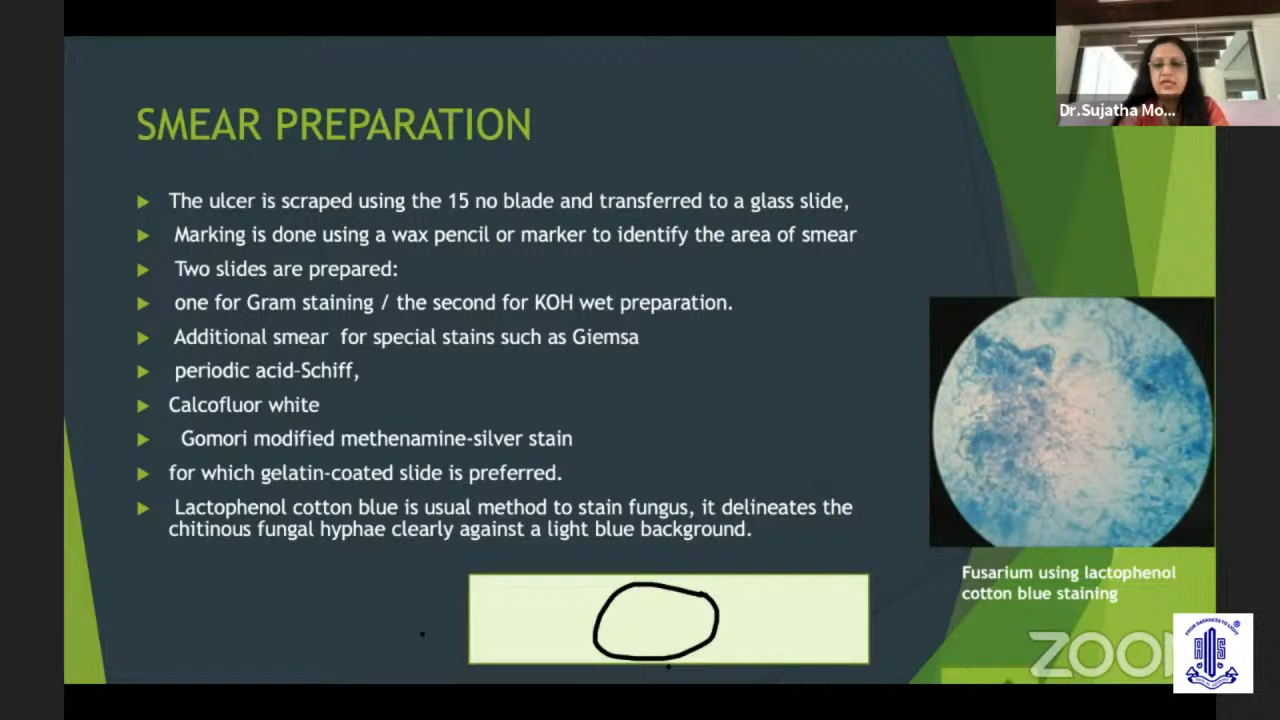 Dr.Sujatha Mo...
SMEAR PREPARATION
The ulcer is scraped using the 15 no blade and transferred to a glass slide,
Marking is done using a wax pencil or marker to identify the area of smear
Two slides are prepared:
one for Gram staining / the second for KOH wet preparation.
Additional smear for special stains such as Giemsa
periodic acid–Schiff,
Calcofluor white
Gomori modified methenamine-silver stain
for which gelatin-coated slide is preferred.
Lactophenol cotton blue is usual method to stain fungus, it delineates the
chitinous fungal hyphae clearly against a light blue background.
Fusarium using lactophenol
cotton blue staining
ZOOM
FROM DARKNESS TO LIGHT